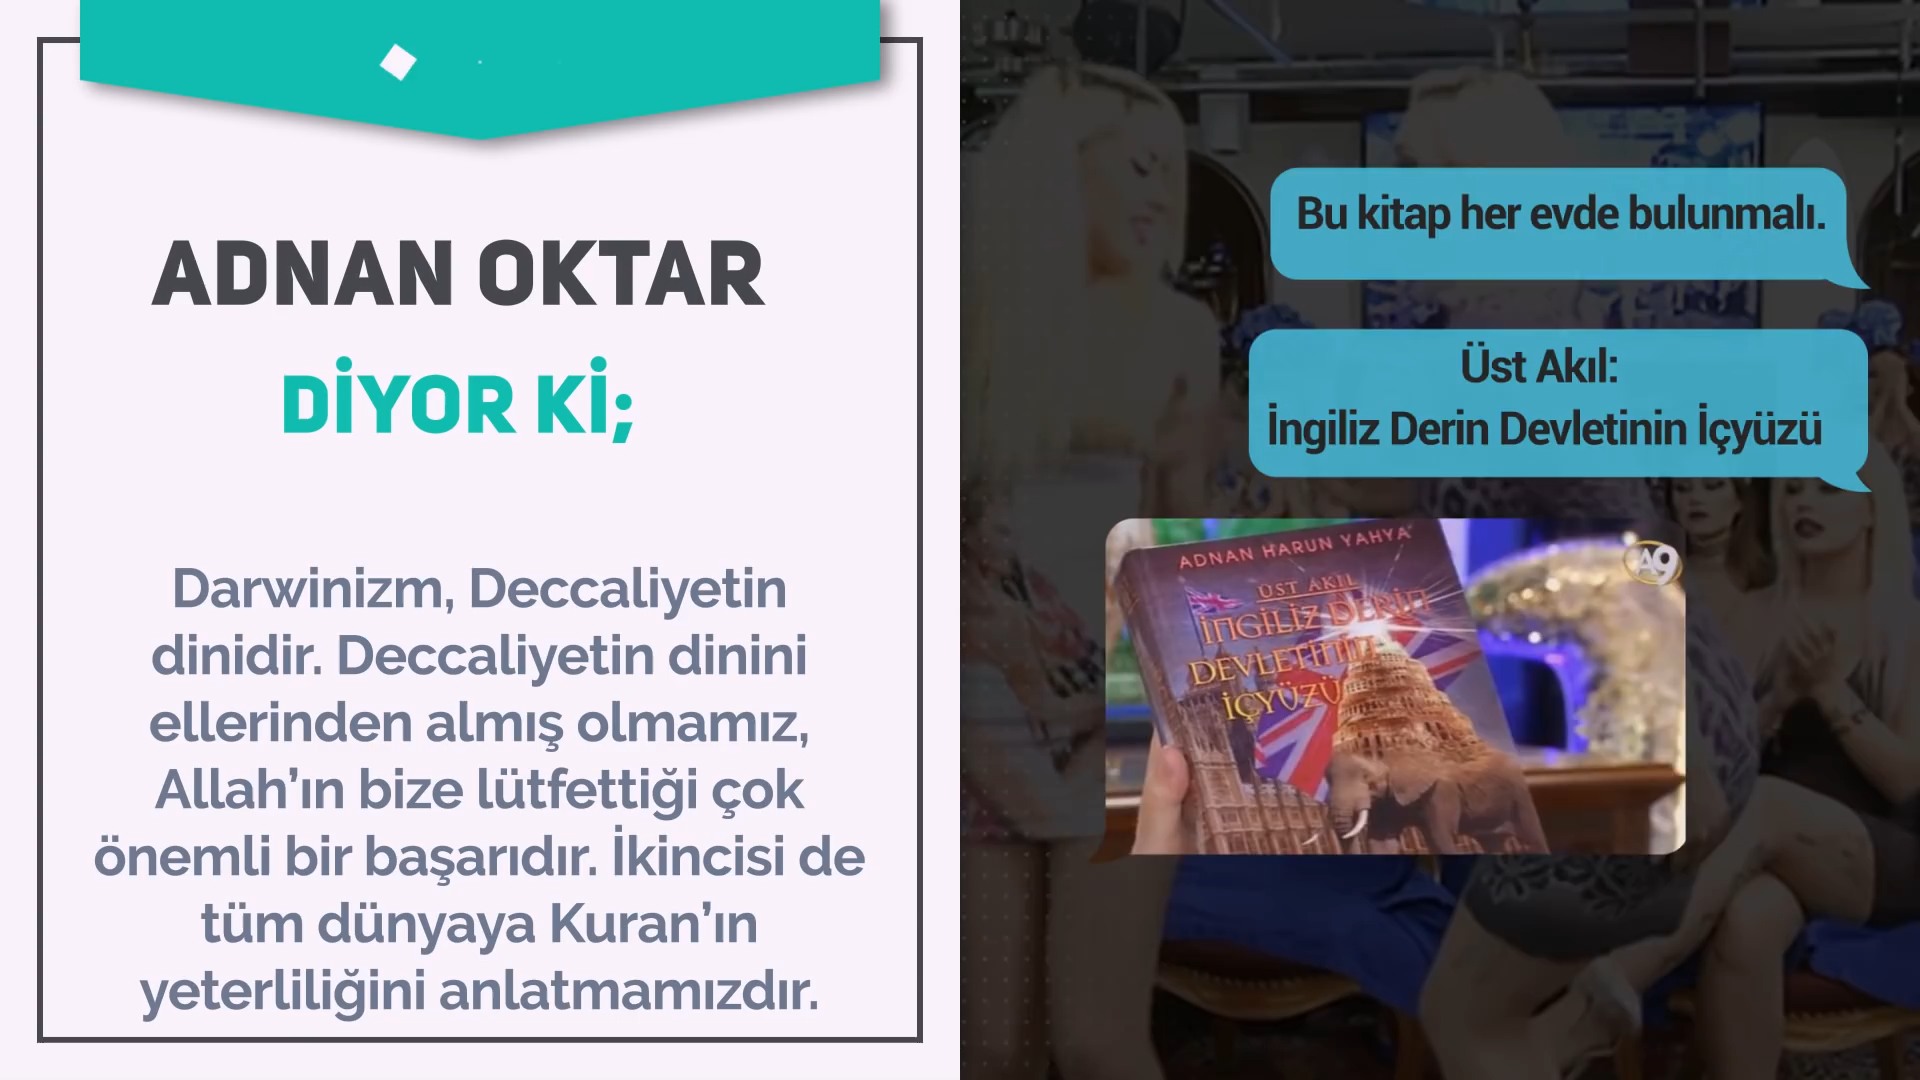 ADNAN OKTAR
DİYOR Kİ;
Darwinizm, Deccaliyetin
dinidir. Deccaliyetin dinini
ellerinden almış olmamız,
Allah’ın bize lütfettiği çok
önemli bir başarıdır. İkincisi de
tüm dünyaya Kuran’ın
yeterliliğini anlatmamızdır.
Bu kitap her evde bulunmalı.
Üst Akıl:
İngiliz Derin Devletinin İçyüzü
A9
ADNAN HARUN YAHYA
ÜST AKIL
İNGİLİZ DERİN
DEVLETİNİN
İÇYÜZÜ